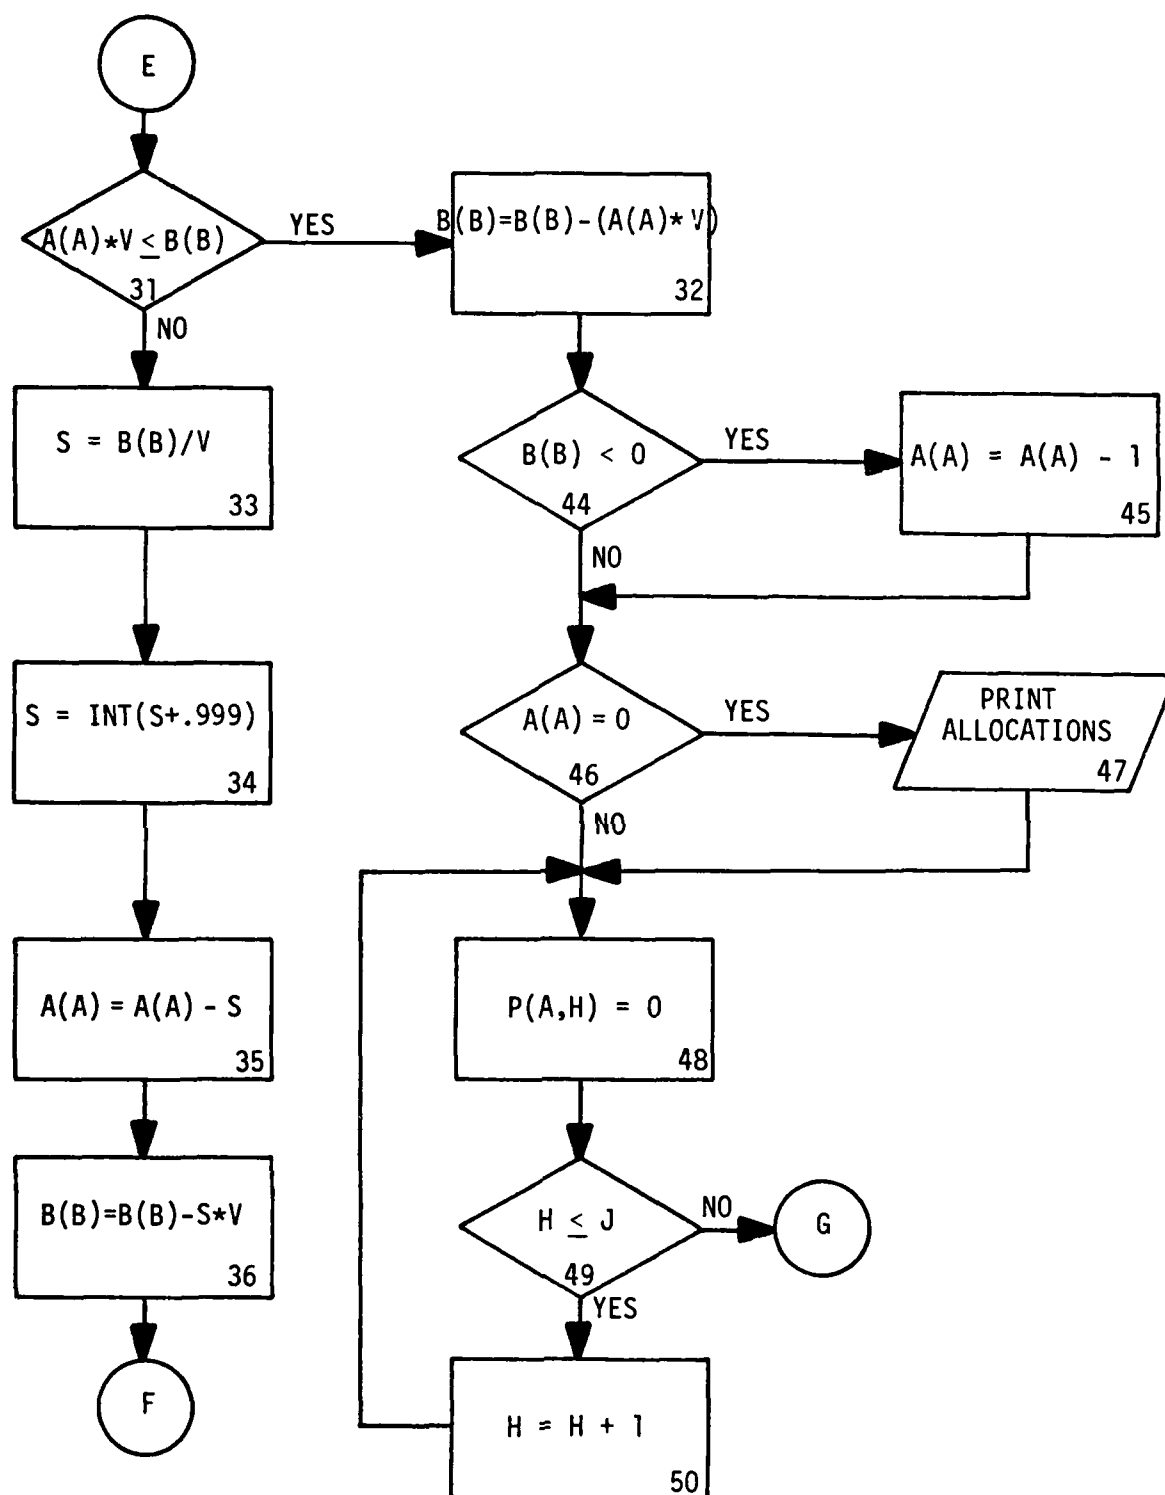 E
A(A)*V ≤ B(B)
31
YES
NO
B(B)=B(B)-(A(A)*V)
32
S = B(B)/V
33
B(B) < 0
44
YES
NO
A(A) = A(A) - 1
45
S = INT(S+.999)
34
A(A) = 0
46
YES
NO
PRINT
ALLOCATIONS
47
A(A) = A(A) - S
35
P(A,H) = 0
48
B(B)=B(B)-S*V
36
H ≤ J
49
NO
YES
G
F
H = H + 1
50